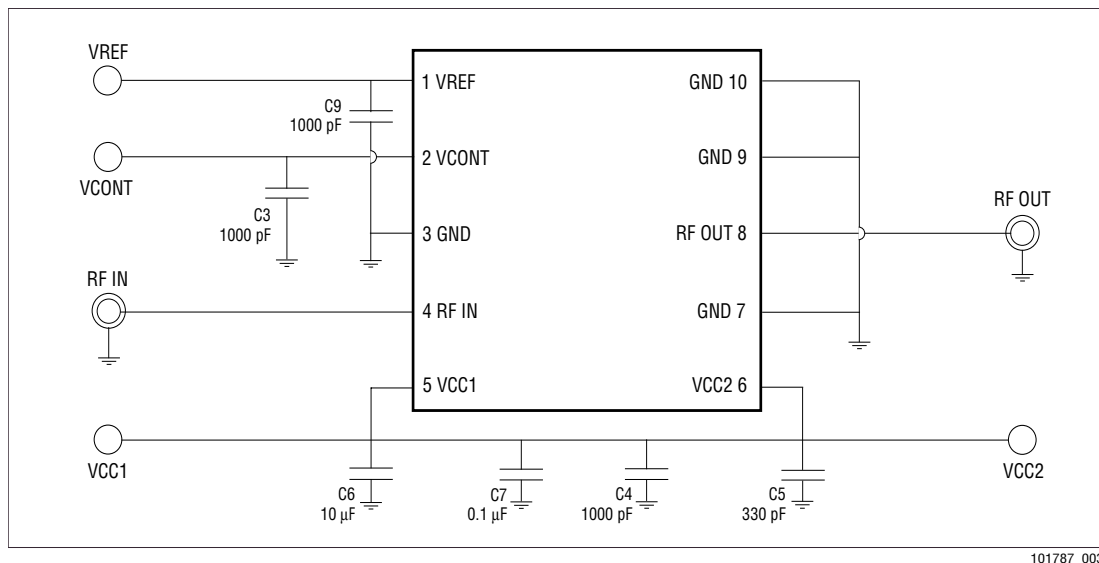 VREF
1 VREF
GND 10
C9
1000 pF
2 VCONT
GND 9
VCONT
C3
1000 pF
3 GND
RF OUT 8
RF OUT
RF IN
4 RF IN
GND 7
5 VCC1
VCC2 6
VCC1
VCC2
C6
10 µF
C7
0.1 µF
C4
1000 pF
C5
330 pF
101787_003